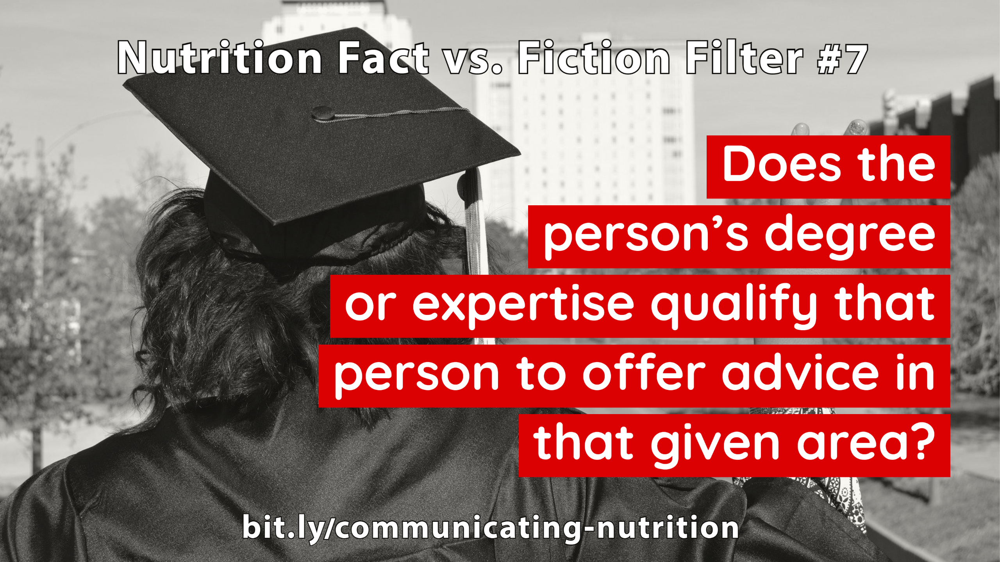 Nutrition Fact vs. Fiction Filter #7
Does the
person’s degree
or expertise qualify that
person to offer advice in
that given area?
bit.ly/communicating-nutrition